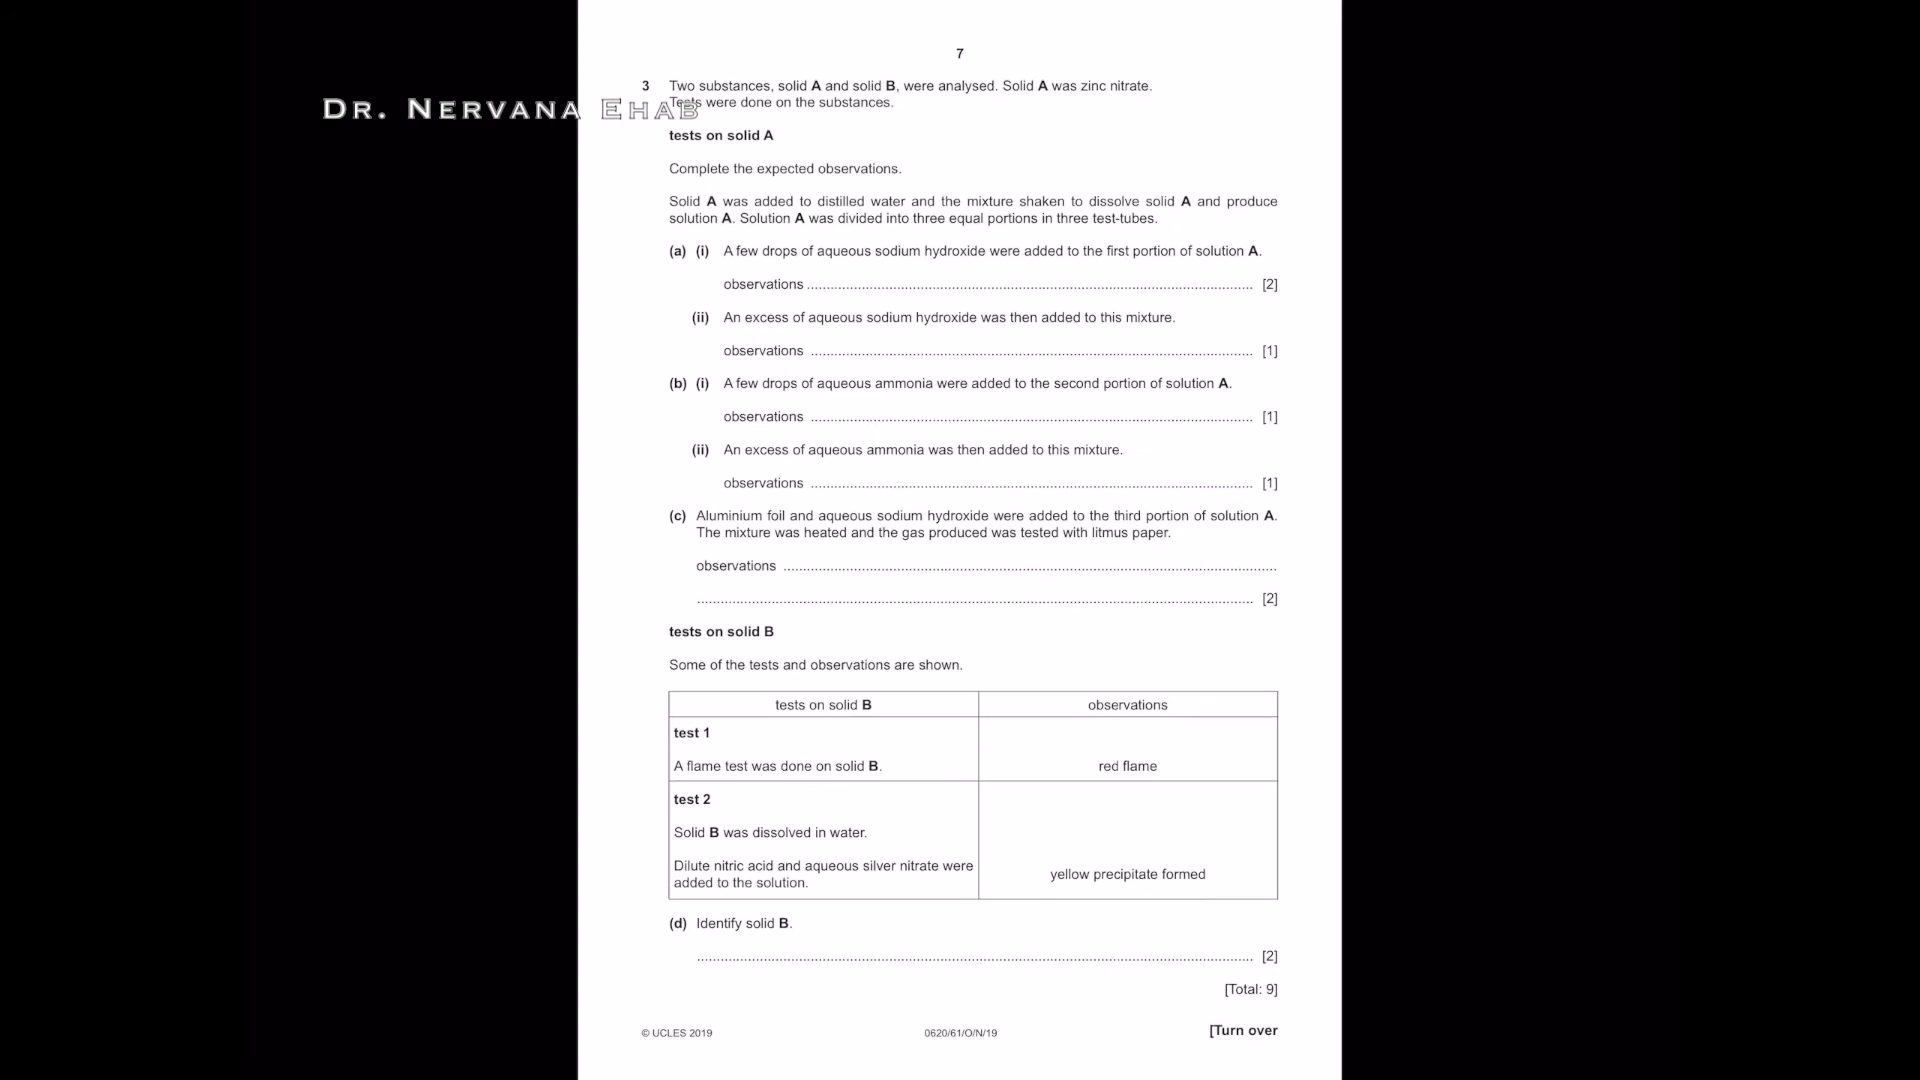 7
3 Two substances, solid A and solid B, were analysed. Solid A was zinc nitrate.
Tests were done on the substances.
DR. NERVANA EHAB
tests on solid A
Complete the expected observations.
Solid A was added to distilled water and the mixture shaken to dissolve solid A and produce
solution A. Solution A was divided into three equal portions in three test-tubes.
(a) (i) A few drops of aqueous sodium hydroxide were added to the first portion of solution A.
observations ........ [2]
(ii) An excess of aqueous sodium hydroxide was then added to this mixture.
observations ........ [1]
(b) (i) A few drops of aqueous ammonia were added to the second portion of solution A.
observations ........ [1]
(ii) An excess of aqueous ammonia was then added to this mixture.
observations ........ [1]
(c) Aluminium foil and aqueous sodium hydroxide were added to the third portion of solution A.
The mixture was heated and the gas produced was tested with litmus paper.
observations ........
........ [2]
tests on solid B
Some of the tests and observations are shown.
tests on solid B observations
test 1
A flame test was done on solid B. red flame
test 2
Solid B was dissolved in water.
Dilute nitric acid and aqueous silver nitrate were
added to the solution.
yellow precipitate formed
(d) Identify solid B.
........ [2]
[Total: 9]
© UCLES 2019 0620/61/O/N/19 [Turn over